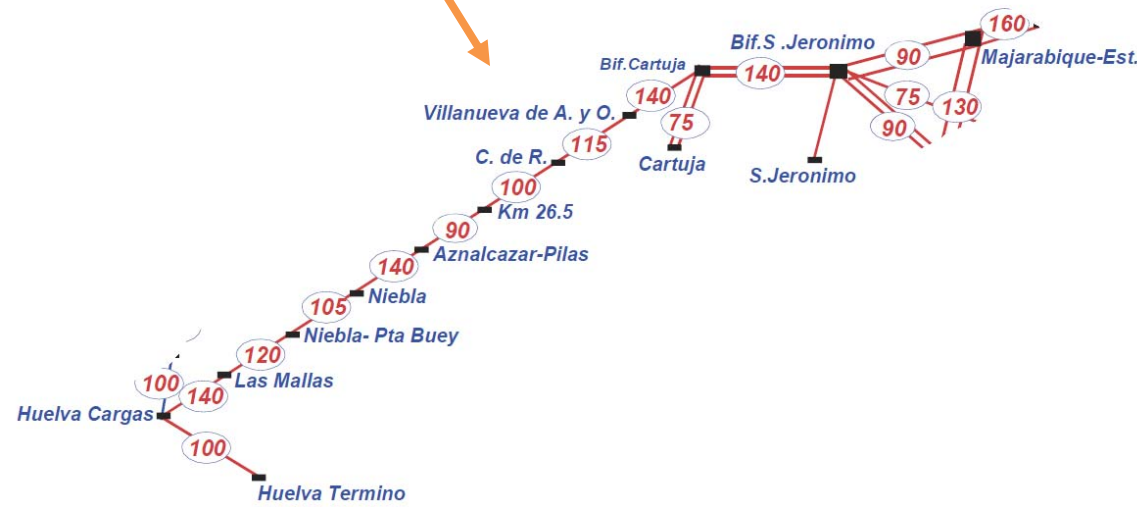 160
Bif.S .Jeronimo
90
Majarabique-Est.
Bif.Cartuja
140
140
75
130
Villanueva de A. y O.
75
90
115
Cartuja
S.Jeronimo
C. de R.
100
Km 26.5
90
Aznalcazar-Pilas
140
Niebla
105
Niebla- Pta Buey
120
Las Mallas
100
140
Huelva Cargas
100
Huelva Termino